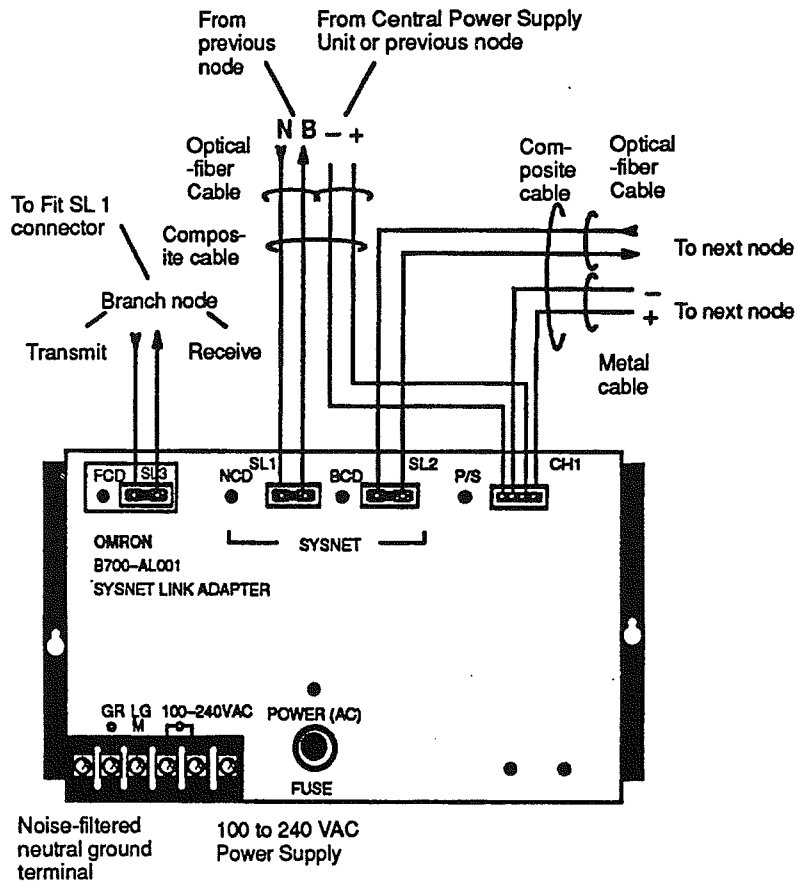 From
previous
node
From Central Power Supply
Unit or previous node
N B – +
Optical
-fiber
Cable
Com-
posite
cable
Optical
-fiber
Cable
To Fit SL 1
connector
Compos-
ite cable
To next node
Branch node
–
+ To next node
Transmit
Receive
Metal
cable
FCD SL3
NCD
SL1
BCD
SL2
P/S
CH1
SYSNET
OMRON
B700-AL001
SYSNET LINK ADAPTER
GR LG 100-240VAC
M
POWER (AC)
FUSE
Noise-filtered
neutral ground
terminal
100 to 240 VAC
Power Supply